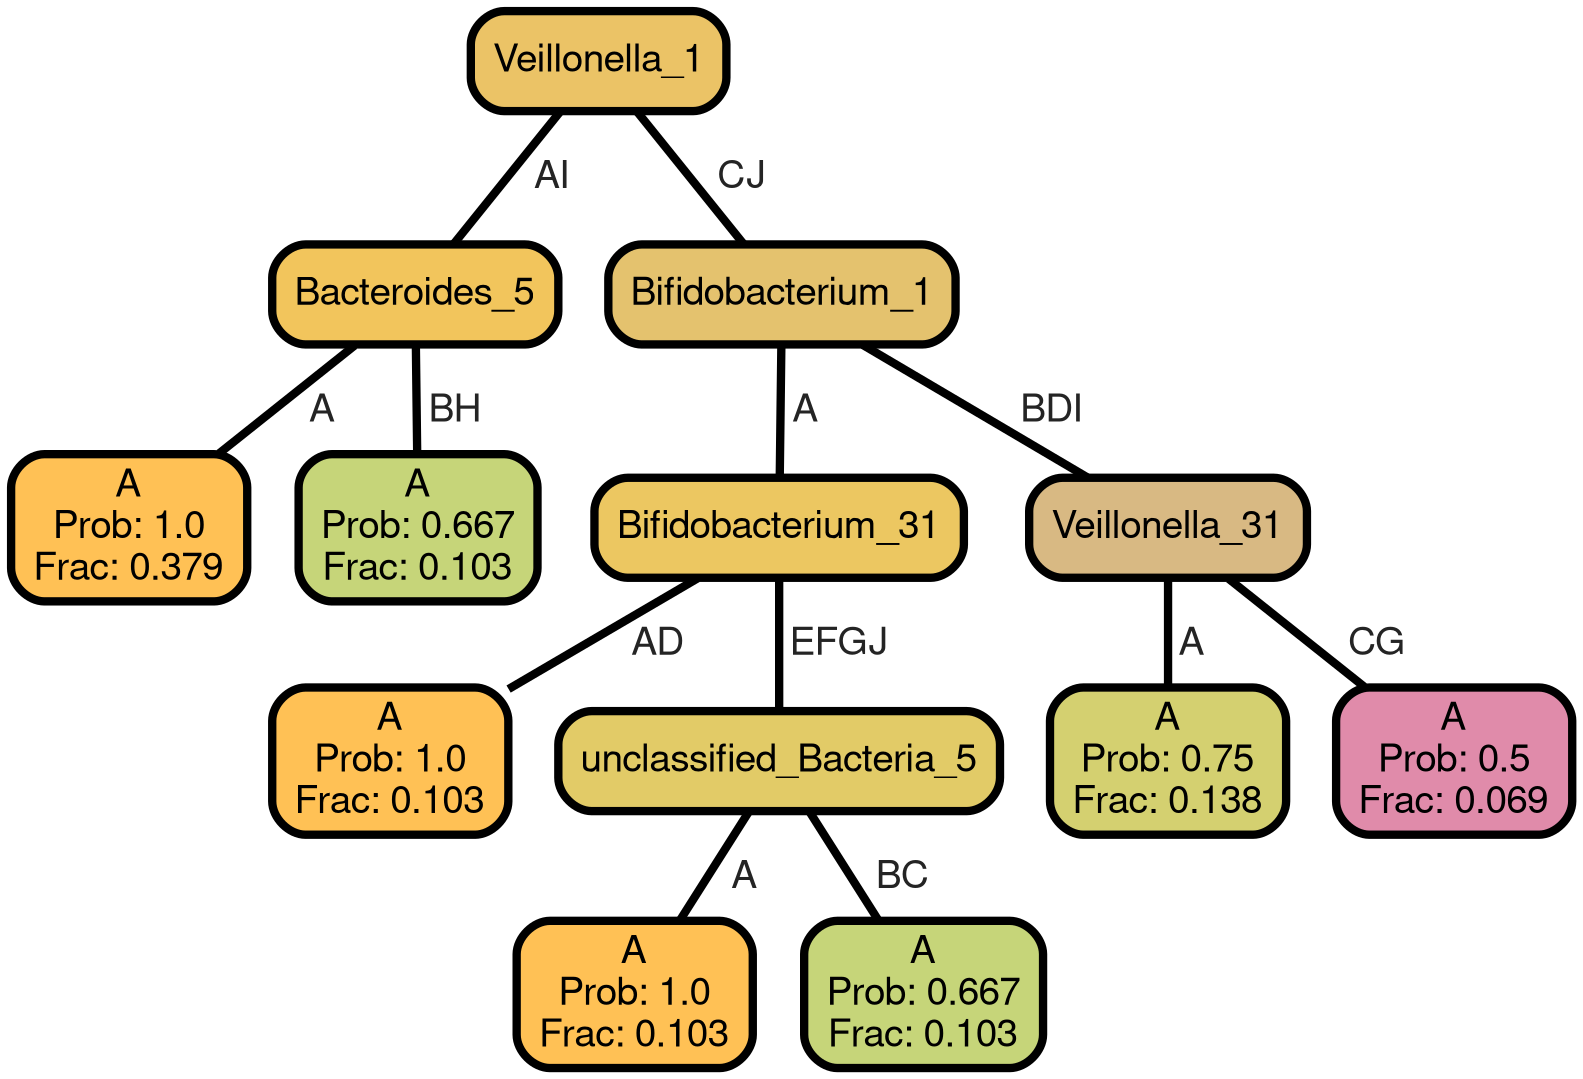 Veillonella_1
AI
CJ
Bacteroides_5
Bifidobacterium_1
A
BH
A
BDI
A
Prob: 1.0
Frac: 0.379
A
Prob: 0.667
Frac: 0.103
Bifidobacterium_31
Veillonella_31
AD
EFGJ
A
CG
A
Prob: 1.0
Frac: 0.103
unclassified_Bacteria_5
A
Prob: 0.75
Frac: 0.138
A
Prob: 0.5
Frac: 0.069
A
BC
A
Prob: 1.0
Frac: 0.103
A
Prob: 0.667
Frac: 0.103